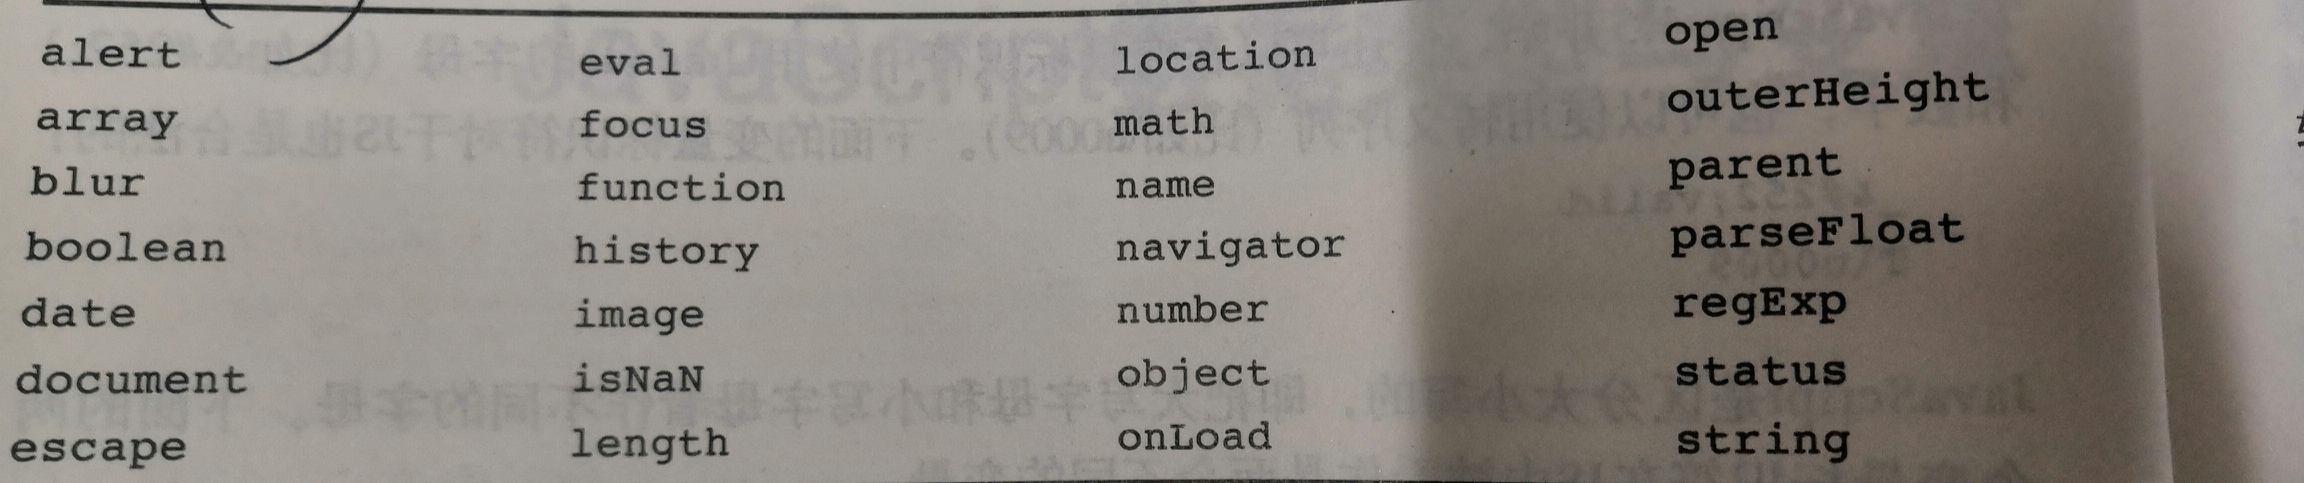 alert eval location open
array focus math outerHeight
blur function name parent
boolean history navigator parseFloat
date image number regExp
document isNaN object status
escape length onLoad string